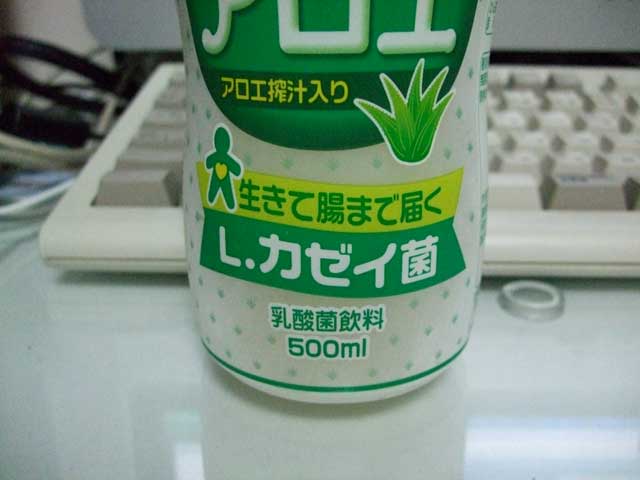 アロエ
アロエ搾汁入り
生きて腸まで届く
L.カゼイ菌
乳酸菌飲料
500ml